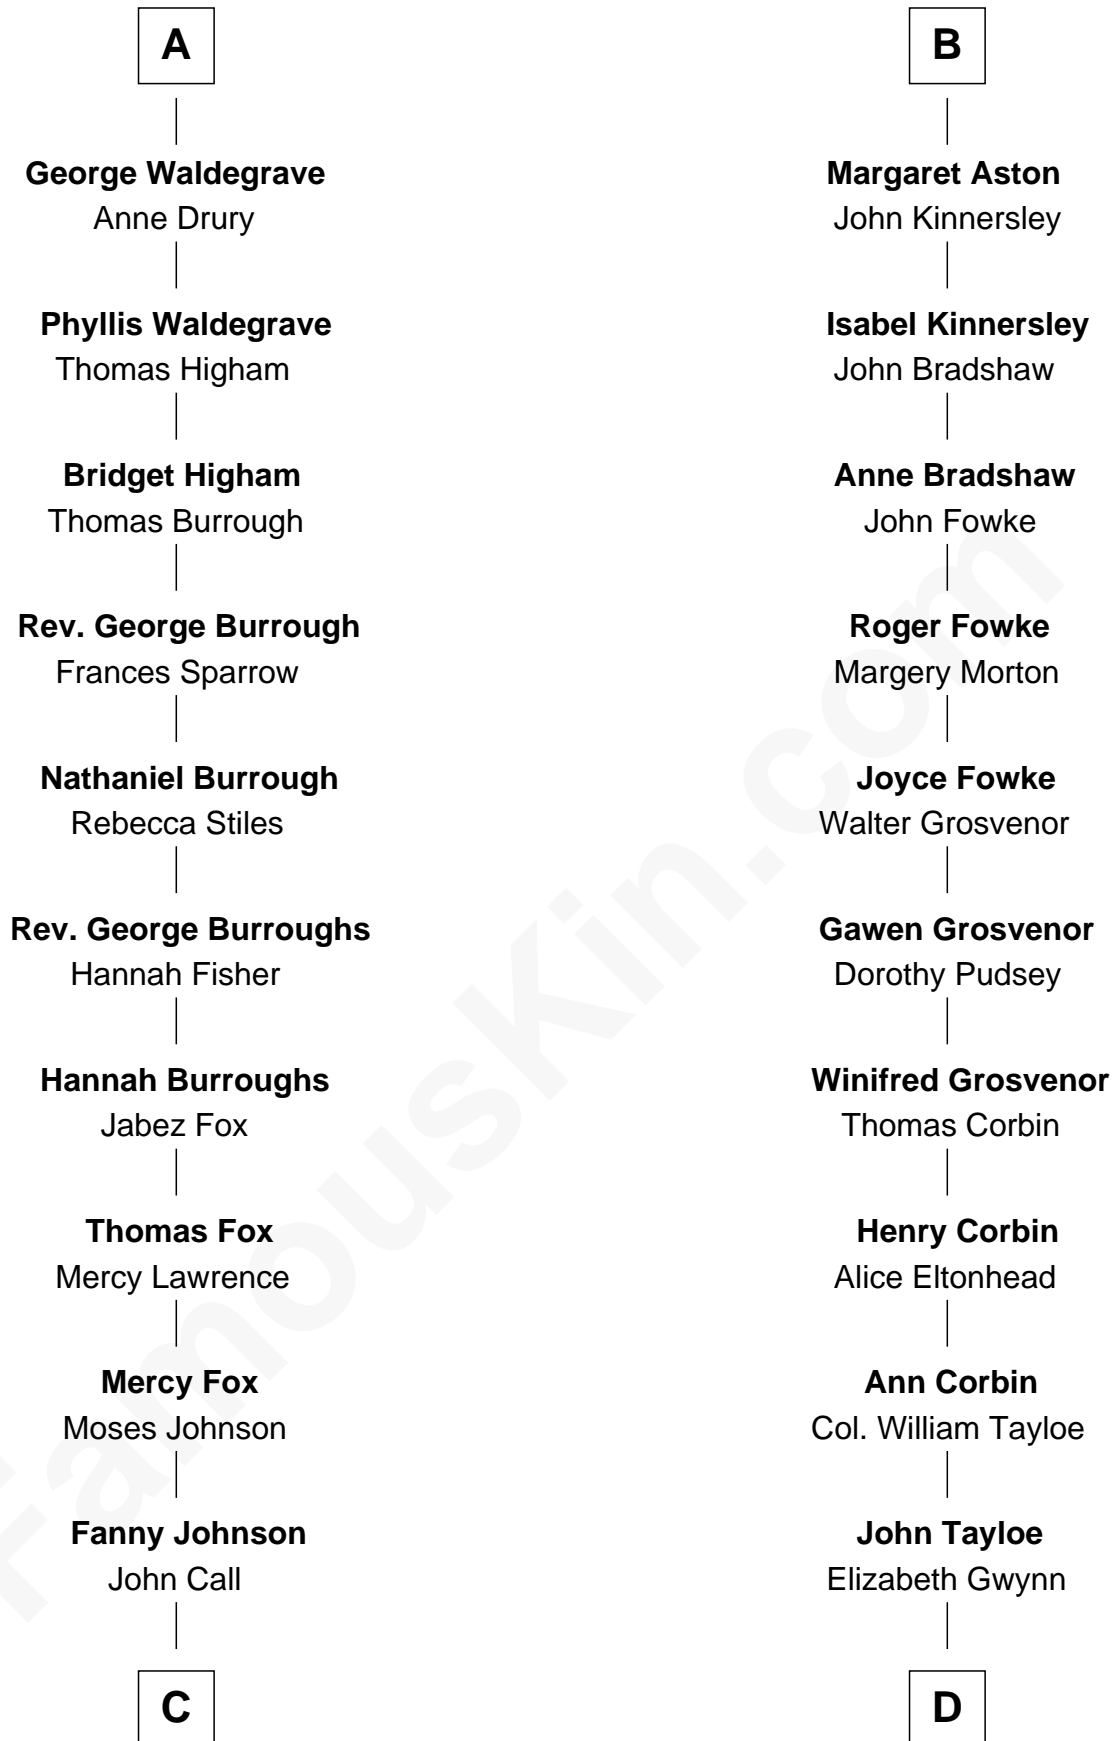 A
George Waldegrave
Anne Drury
Phyllis Waldegrave
Thomas Higham
Bridget Higham
Thomas Burrough
Rev. George Burrough
Frances Sparrow
Nathaniel Burrough
Rebecca Stiles
Rev. George Burroughs
Hannah Fisher
Hannah Burroughs
Jabez Fox
Thomas Fox
Mercy Lawrence
Mercy Fox
Moses Johnson
Fanny Johnson
John Call
C
B
Margaret Aston
John Kinnersley
Isabel Kinnersley
John Bradshaw
Anne Bradshaw
John Fowke
Roger Fowke
Margery Morton
Joyce Fowke
Walter Grosvenor
Gawen Grosvenor
Dorothy Pudsey
Winifred Grosvenor
Thomas Corbin
Henry Corbin
Alice Eltonhead
Ann Corbin
Col. William Tayloe
John Tayloe
Elizabeth Gwynn
D
FamousKin.com